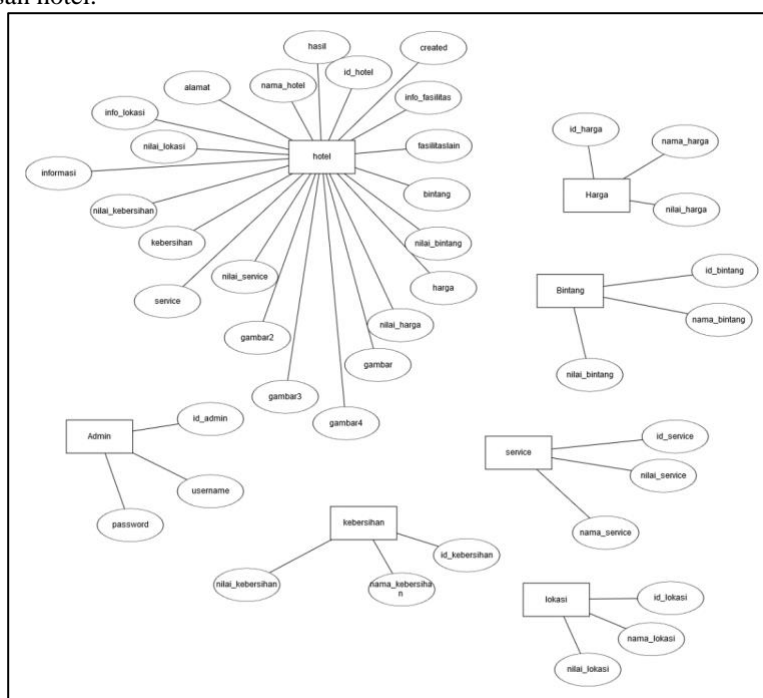 hotel.
hasil
created
id_hotel
nama_hotel
alamat
info_fasilitas
info_lokasi
nilai_lokasi
fasilitaslain
hotel
informasi
bintang
nilai_kebersihan
kebersihan
nilai_bintang
nilai_service
harga
service
nilai_harga
gambar2
gambar
gambar3
gambar4
id_harga
nama_harga
Harga
nilai_harga
id_bintang
Bintang
nama_bintang
nilai_bintang
id_admin
Admin
username
password
id_service
service
nilai_service
nama_service
kebersihan
id_kebersihan
nilai_kebersihan
nama_kebersiha
n
lokasi
id_lokasi
nama_lokasi
nilai_lokasi